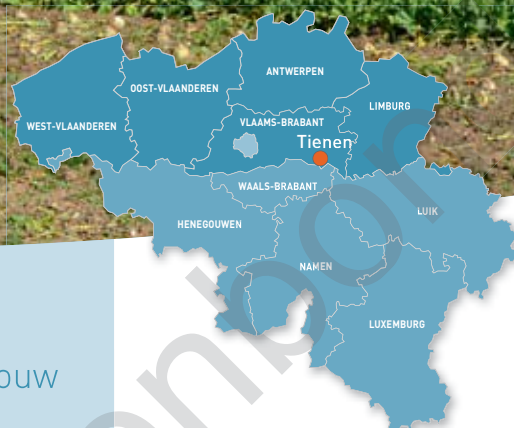 ANTWERPEN
OOST-VLAANDEREN
LIMBURG
WEST-VLAANDEREN
VLAAMS-BRABANT
Tienen
WAALS-BRABANT
LUIK
HENEGOUWEN
NAMEN
LUXEMBURG
ouw